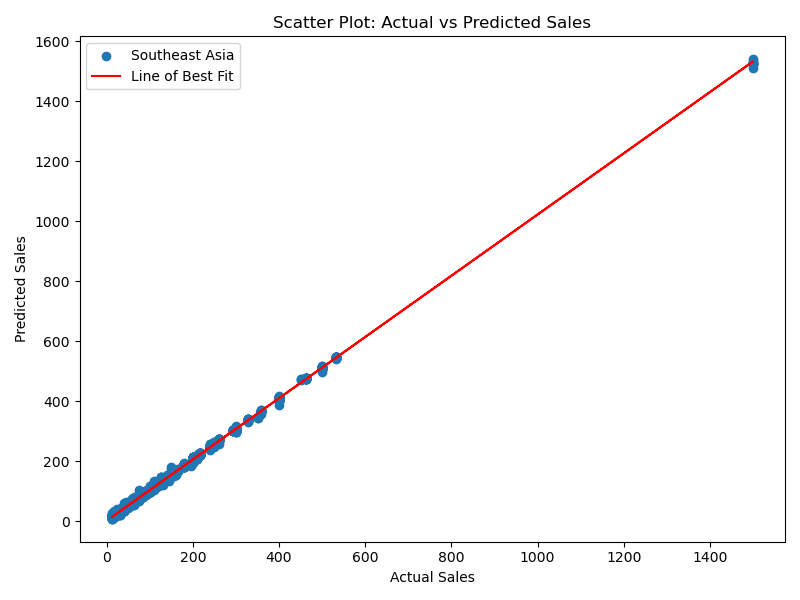 Scatter Plot: Actual vs Predicted Sales
Southeast Asia
Line of Best Fit
Predicted Sales
1600
1400
1200
1000
800
600
400
200
0
0 200 400 600 800 1000 1200 1400
Actual Sales